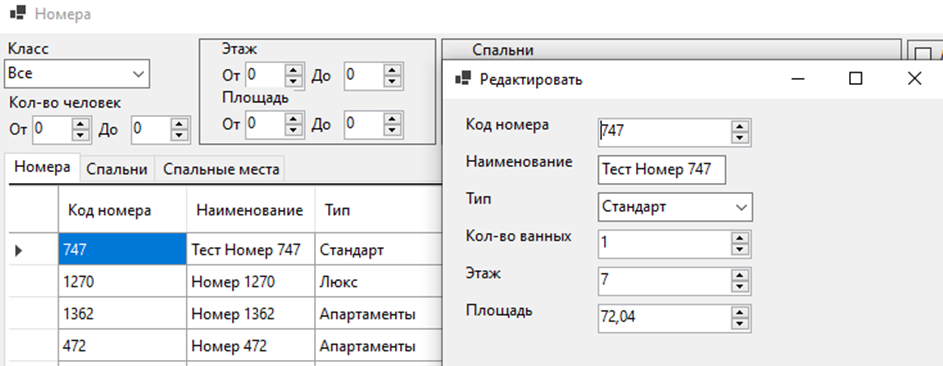 Номера
Класс
Все
Кол-во человек
От 0 До 0
Этаж
От 0 До 0
Площадь
От 0 До 0
Спальни
Номера Спальни Спальные места
Код номера Наименование Тип
747 Тест Номер 747 Стандарт
1270 Номер 1270 Люкс
1362 Номер 1362 Апартаменты
472 Номер 472 Апартаменты
Редактировать
Код номера 747
Наименование Тест Номер 747
Тип Стандарт
Кол-во ванных 1
Этаж 7
Площадь 72,04